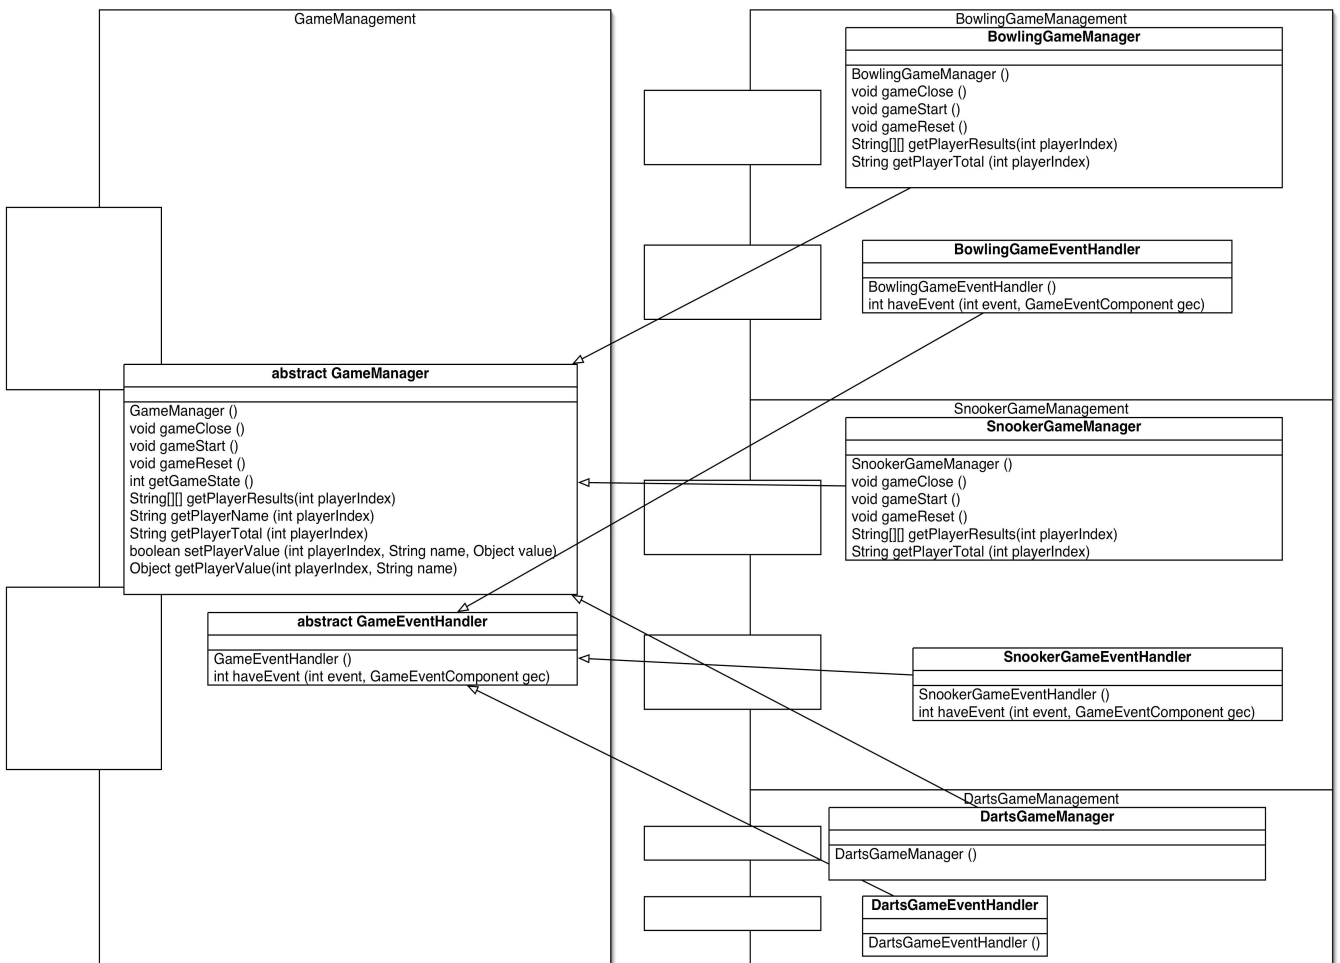 GameManagement
abstract GameManager
GameManager ()
void gameClose ()
void gameStart ()
void gameReset ()
int getGameState ()
String[][] getPlayerResults(int playerIndex)
String getPlayerName (int playerIndex)
String getPlayerTotal (int playerIndex)
boolean setPlayerValue (int playerIndex, String name, Object value)
Object getPlayerValue(int playerIndex, String name)
abstract GameEventHandler
GameEventHandler ()
int haveEvent (int event, GameEventComponent gec)
BowlingGameManagement
BowlingGameManager
BowlingGameManager ()
void gameClose ()
void gameStart ()
void gameReset ()
String[][] getPlayerResults(int playerIndex)
String getPlayerTotal (int playerIndex)
BowlingGameEventHandler
BowlingGameEventHandler ()
int haveEvent (int event, GameEventComponent gec)
SnookerGameManagement
SnookerGameManager
SnookerGameManager ()
void gameClose ()
void gameStart ()
void gameReset ()
String[][] getPlayerResults(int playerIndex)
String getPlayerTotal (int playerIndex)
SnookerGameEventHandler
SnookerGameEventHandler ()
int haveEvent (int event, GameEventComponent gec)
DartsGameManagement
DartsGameManager
DartsGameManager ()
DartsGameEventHandler
DartsGameEventHandler ()